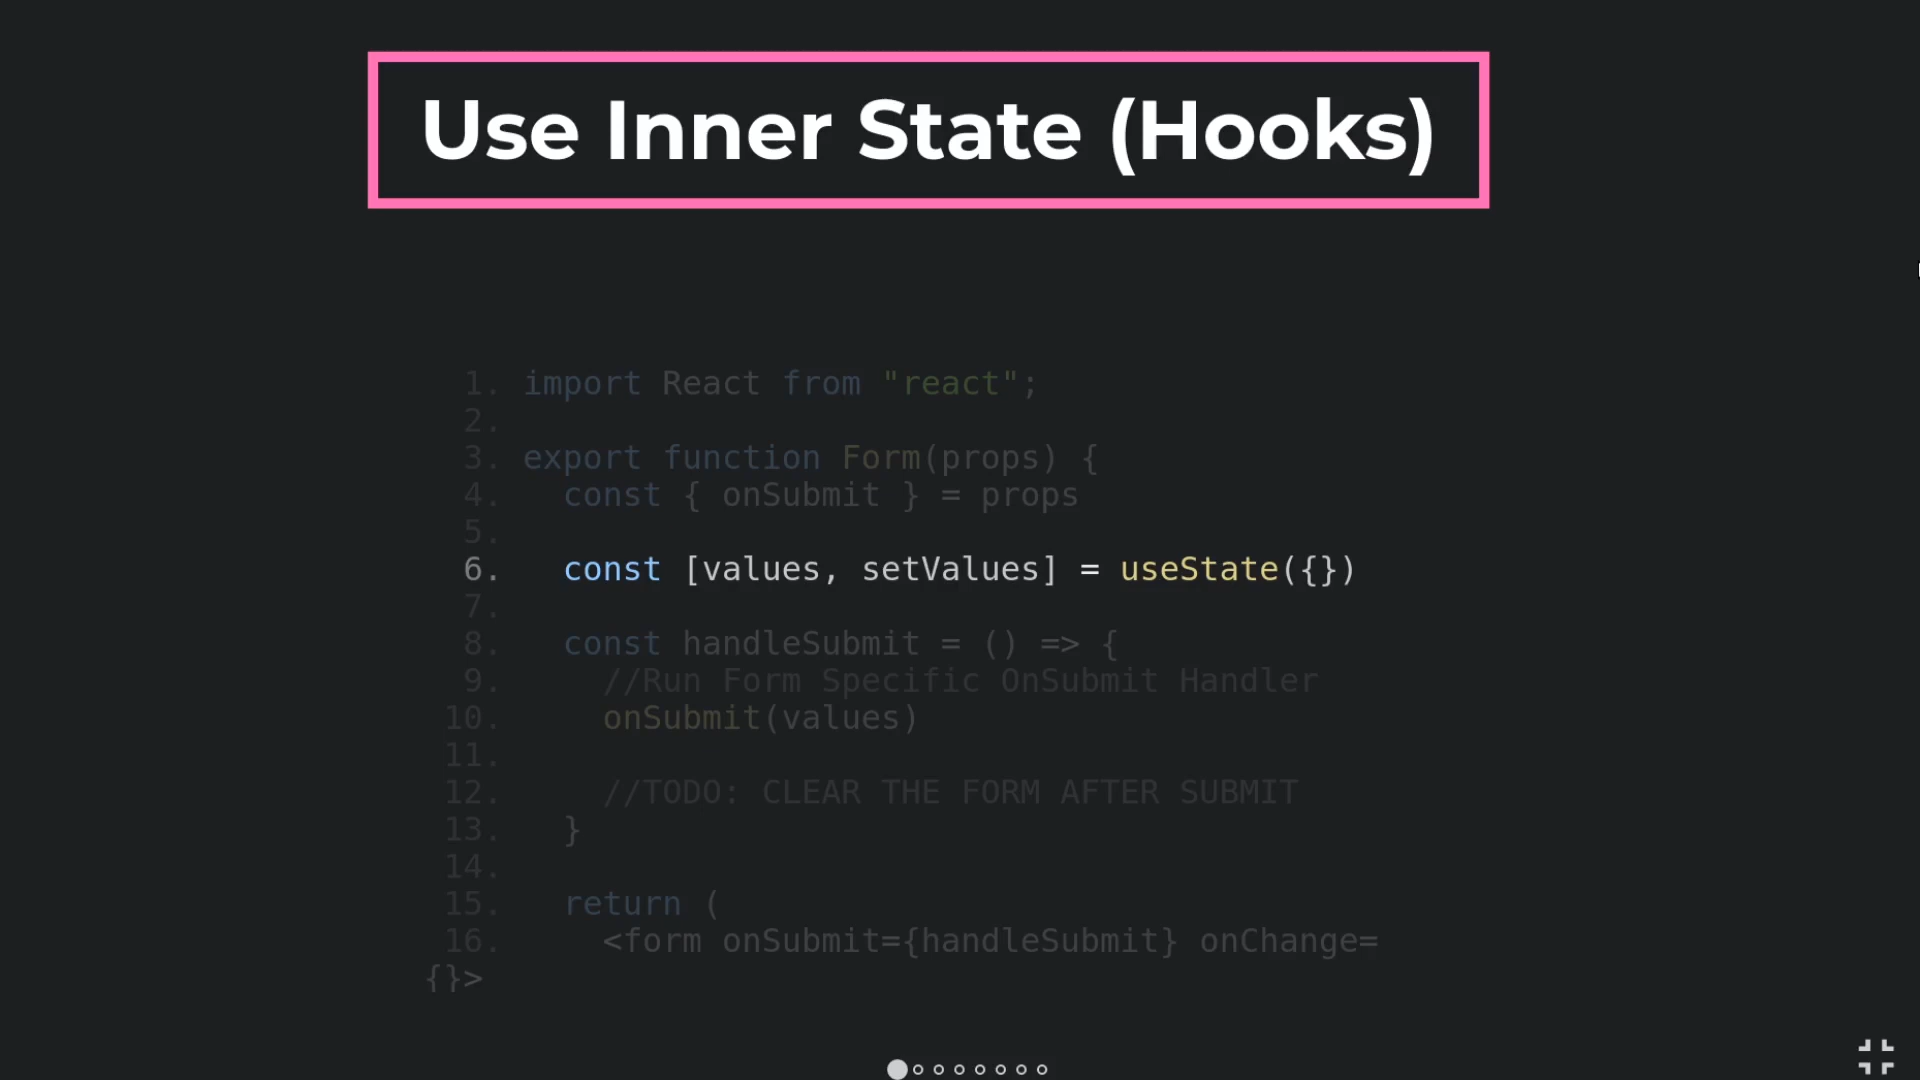 Use Inner State (Hooks)
1. import React from "react";
2.
3. export function Form(props) {
4.   const { onSubmit } = props
5.
6.   const [values, setValues] = useState({})
7.
8.   const handleSubmit = () => {
9.     //Run Form Specific OnSubmit Handler
10.     onSubmit(values)
11.
12.     //TODO: CLEAR THE FORM AFTER SUBMIT
13.   }
14.
15.   return (
16.     <form onSubmit={handleSubmit} onChange=
{}>